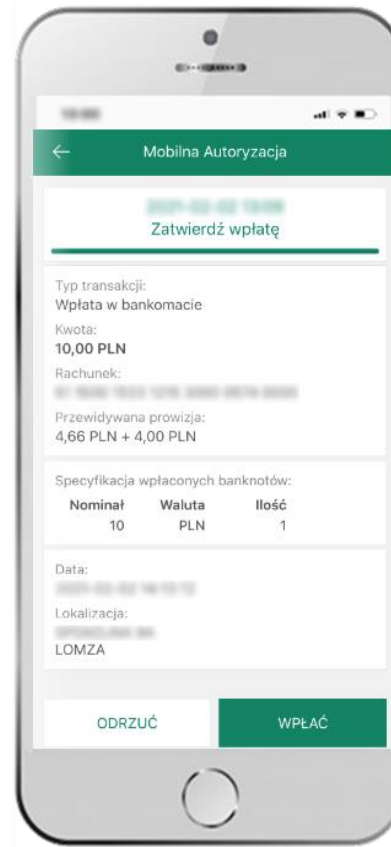 Mobilna Autoryzacja
Zatwierdź wpłatę
Typ transakcji:
Wpłata w bankomacie
Kwota:
10,00 PLN
Rachunek:
Przewidywana prowizja:
4,66 PLN + 4,00 PLN
Specyfikacja wpłaconych banknotów:
Nominał Waluta Ilość
10 PLN 1
Data:
Lokalizacja:
LOMZA
ODRZUĆ WPŁAĆ